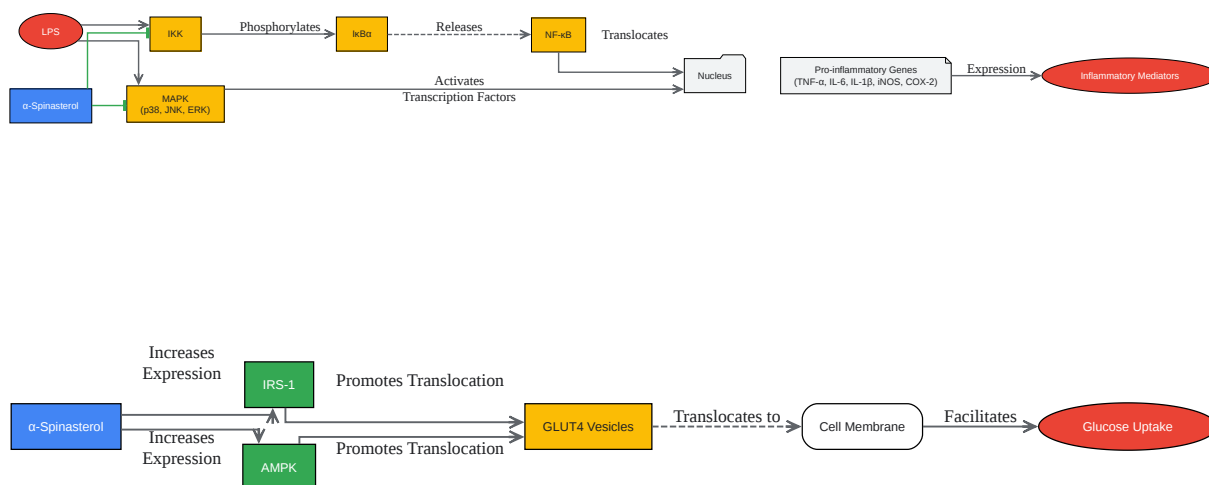 LPS
IKK
Phosphorylates
IκBα
Releases
NF-κB
Translocates
Nucleus
Pro-inflammatory Genes
(TNF-α, IL-6, IL-1β, iNOS, COX-2)
Expression
Inflammatory Mediators
α-Spinasterol
MAPK
(p38, JNK, ERK)
Activates
Transcription Factors
Increases
Expression
IRS-1
Promotes Translocation
α-Spinasterol
GLUT4 Vesicles
Translocates to
Cell Membrane
Facilitates
Glucose Uptake
Increases
Expression
AMPK
Promotes Translocation